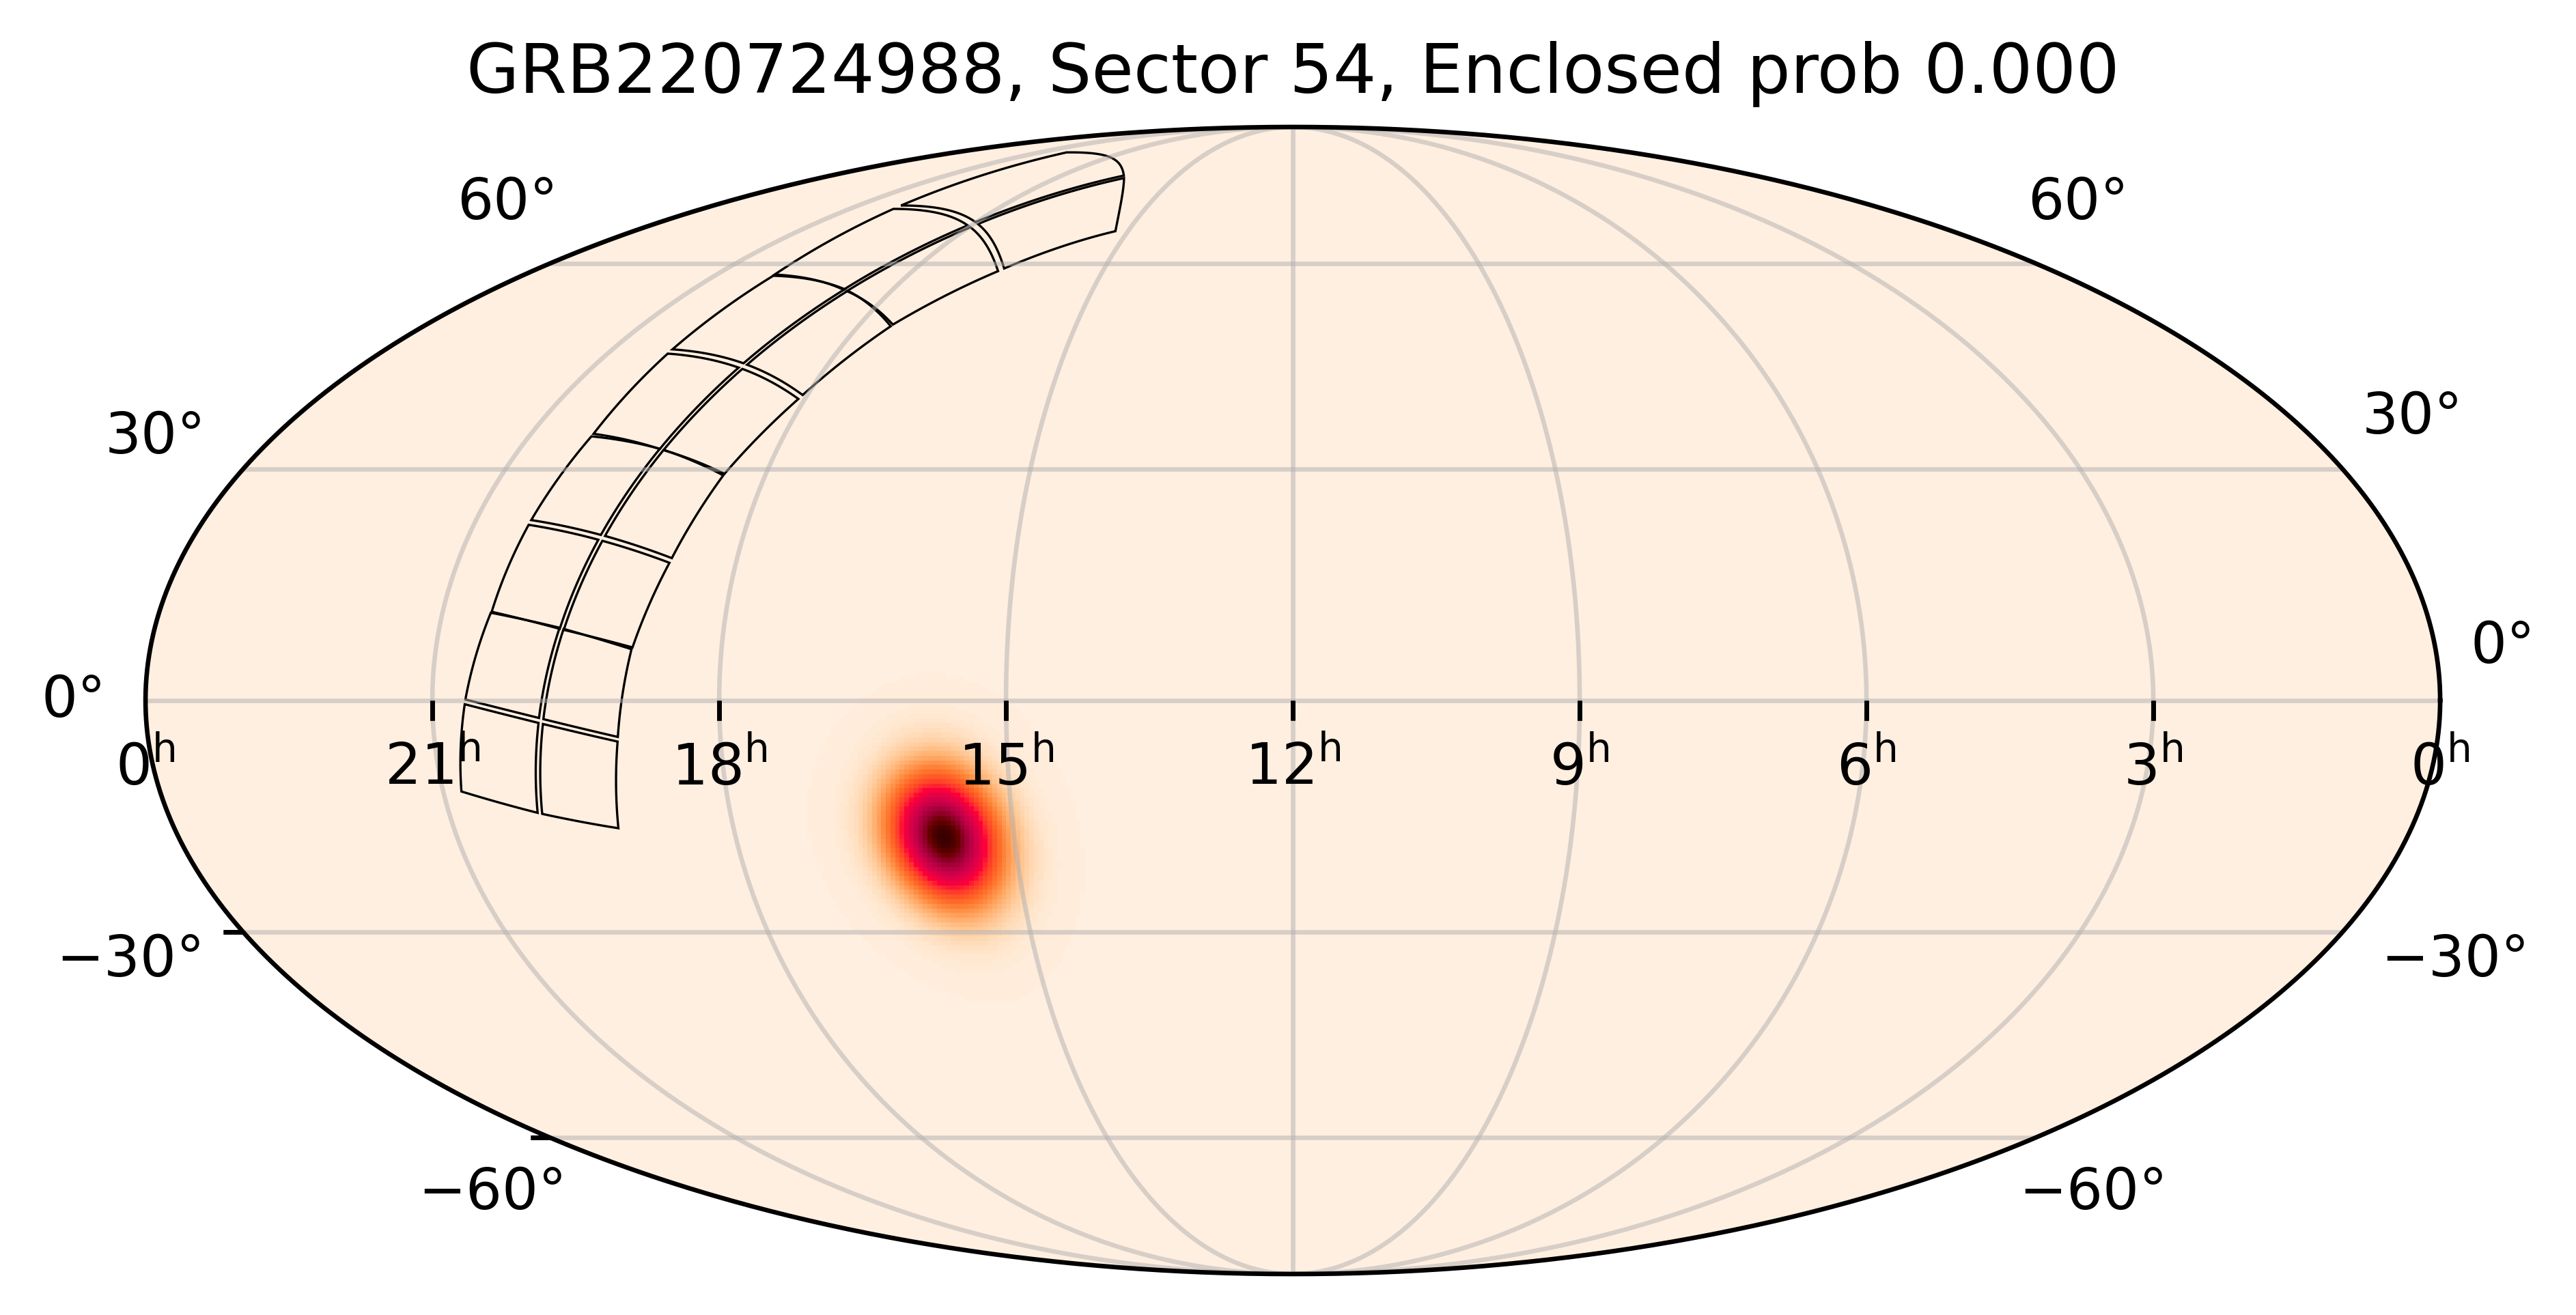 GRB220724988, Sector 54, Enclosed prob 0.000
60° 60°
30° 30°
0° 0°
0ʰ 21ʰ 18ʰ 15ʰ 12ʰ 9ʰ 6ʰ 3ʰ 0ʰ
−30° −30°
−60° −60°